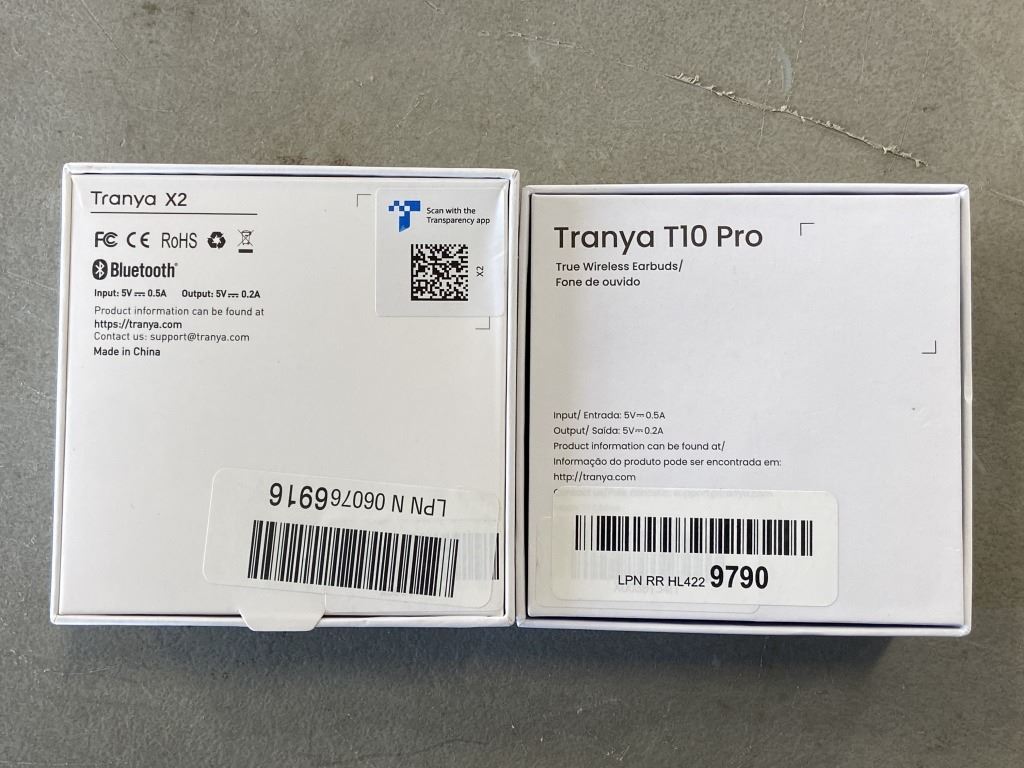 Tranya X2
FC CE RoHS
Bluetooth®
Input: 5V⎓0.5A Output: 5V⎓0.2A
Product information can be found at
https://tranya.com
Contact us: support@tranya.com
Made in China
Scan with the
Transparency app
X2
LPN N 060766916
Tranya T10 Pro
True Wireless Earbuds/
Fone de ouvido
Input/ Entrada: 5V⎓0.5A
Output/ Saída: 5V⎓0.2A
Product information can be found at/
Informação do produto pode ser encontrada em:
http://tranya.com
LPN RR HL422 9790